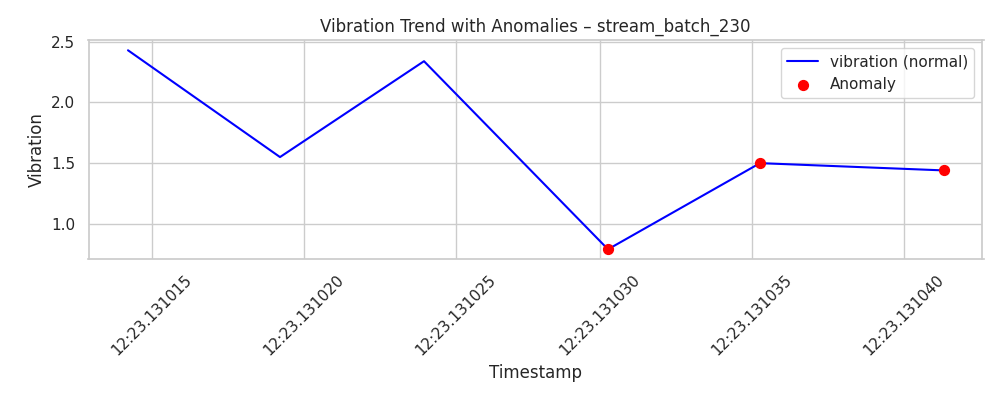 Vibration Trend with Anomalies – stream_batch_230
2.5
2.0
1.5
1.0
Vibration
vibration (normal)
Anomaly
12:23.131015
12:23.131020
12:23.131025
12:23.131030
12:23.131035
12:23.131040
Timestamp